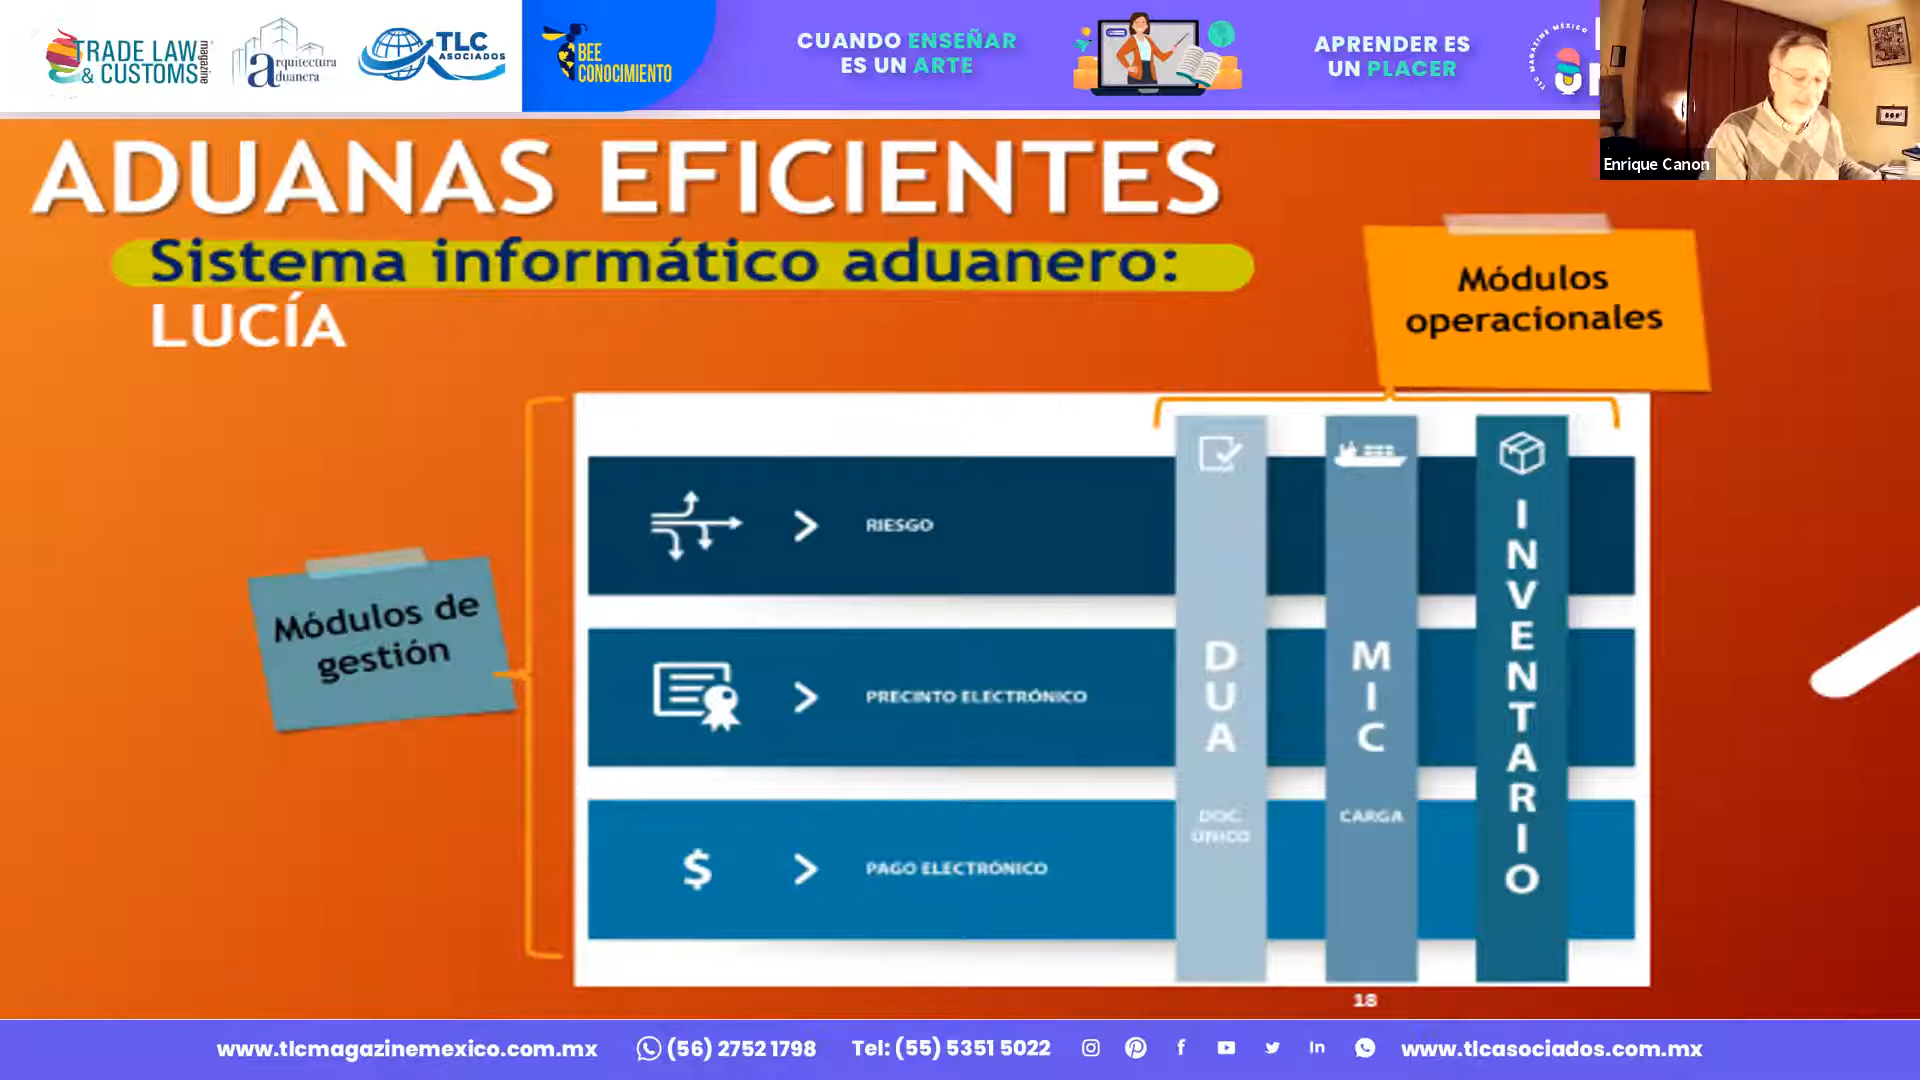 TRADE LAW
& CUSTOMS
magazine
Arquitectura
aduanera
TLC
ASOCIADOS
BEE
CONOCIMIENTO
CUANDO ENSEÑAR
ES UN ARTE
APRENDER ES
UN PLACER
TLC MAGAZINE MÉXICO
Enrique Canon
ADUANAS EFICIENTES
Sistema informático aduanero:
LUCÍA
Módulos
operacionales
Módulos de
gestión
RIESGO
PRECINTO ELECTRÓNICO
$
PAGO ELECTRÓNICO
DUA
DOC.
UNICO
MIC
CARGA
INVENTARIO
18
www.tlcmagazinemexico.com.mx
(56) 2752 1798
Tel: (55) 5351 5022
www.tlcasociados.com.mx